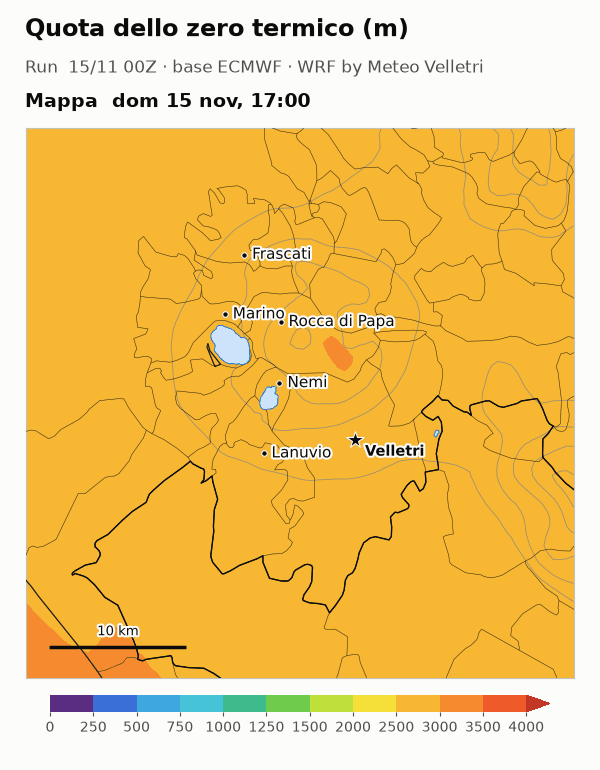 Quota dello zero termico (m)
Run  15/11 00Z · base ECMWF · WRF by Meteo Velletri
Mappa  dom 15 nov, 17:00
Frascati
Marino
Rocca di Papa
Nemi
Velletri
Lanuvio
10 km
0 250 500 750 1000 1250 1500 2000 2500 3000 3500 4000